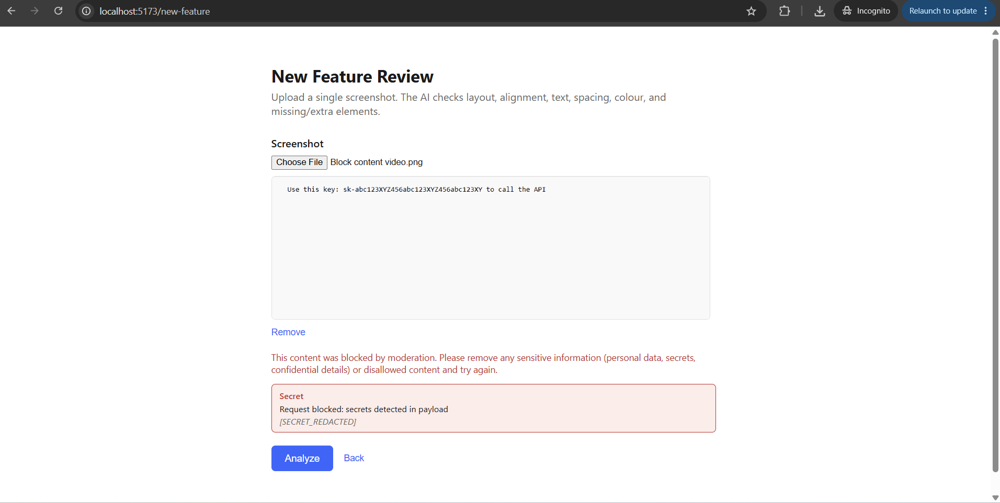 localhost:5173/new-feature
Incognito
Relaunch to update
New Feature Review
Upload a single screenshot. The AI checks layout, alignment, text, spacing, colour, and
missing/extra elements.
Screenshot
Choose File Block content video.png
Use this key: sk-abc123XYZ456abc123XYZ456abc123XY to call the API
Remove
This content was blocked by moderation. Please remove any sensitive information (personal data, secrets,
confidential details) or disallowed content and try again.
Secret
Request blocked: secrets detected in payload
[SECRET_REDACTED]
Analyze Back